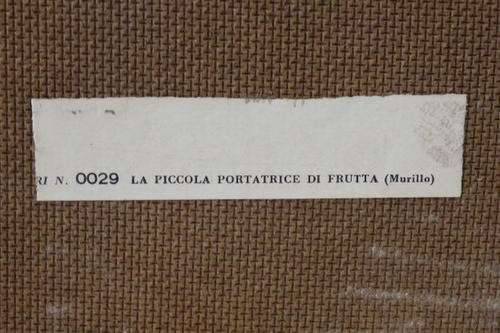 RI N. 0029 LA PICCOLA PORTATRICE DI FRUTTA (Murillo)